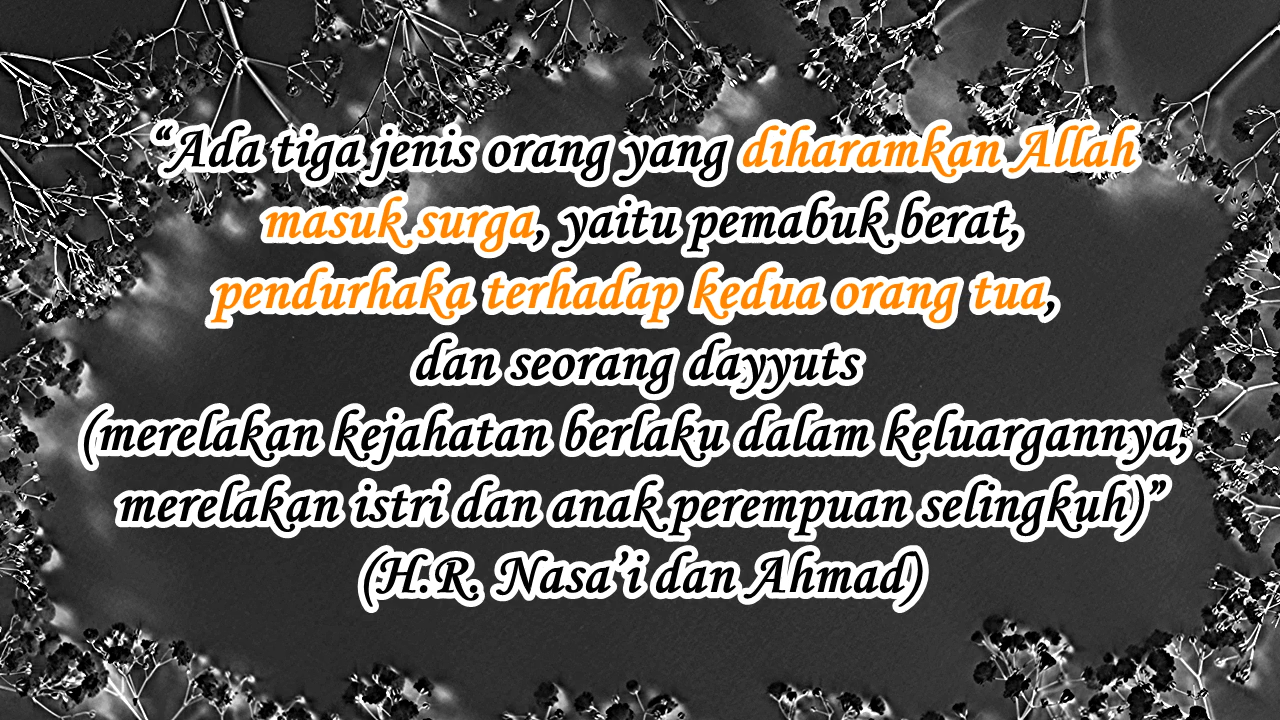 “Ada tiga jenis orang yang diharamkan Allah
masuk surga, yaitu pemabuk berat,
pendurhaka terhadap kedua orang tua,
dan seorang dayyuts
(merelakan kejahatan berlaku dalam keluargannya,
merelakan istri dan anak perempuan selingkuh)”
(H.R. Nasa’i dan Ahmad)